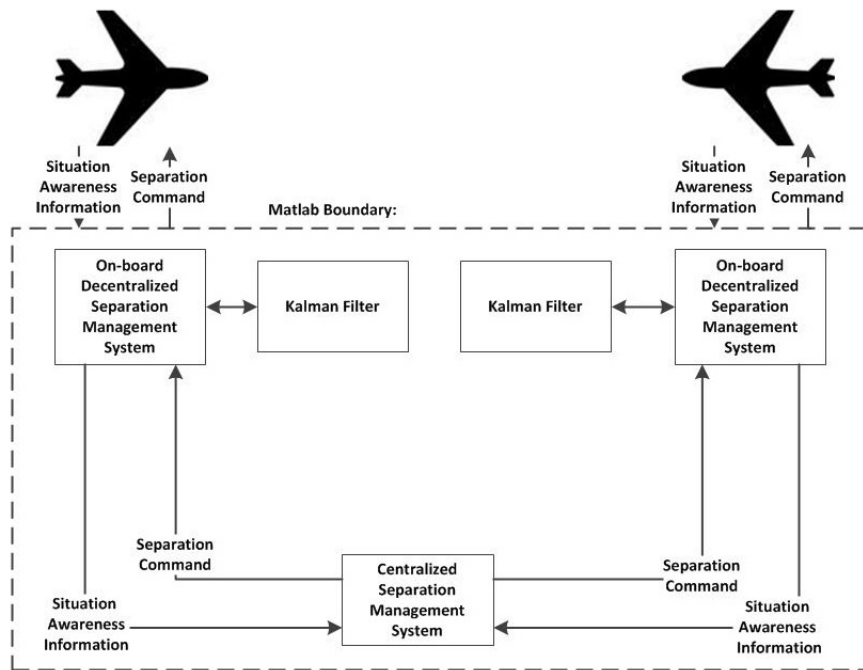 Situation
Awareness
Information
Separation
Command
Situation
Awareness
Information
Separation
Command
Matlab Boundary:
On-board
Decentralized
Separation
Management
System
Kalman Filter
Kalman Filter
On-board
Decentralized
Separation
Management
System
Separation
Command
Centralized
Separation
Management
System
Separation
Command
Situation
Awareness
Information
Situation
Awareness
Information